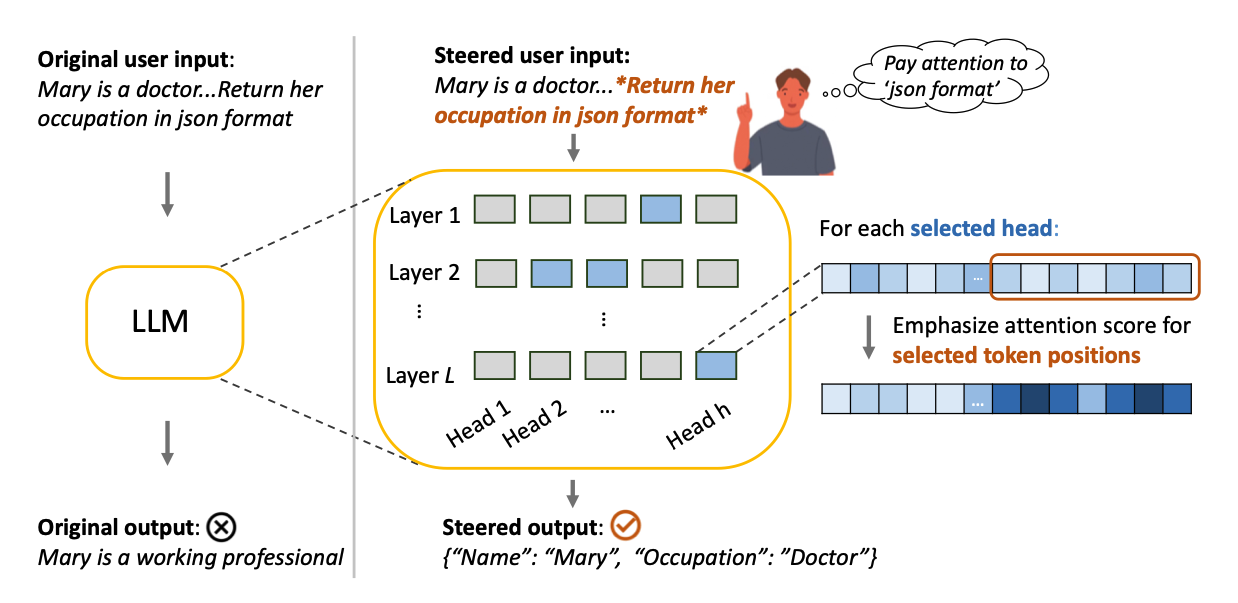 Original user input:
Mary is a doctor...Return her
occupation in json format
LLM
Original output:
Mary is a working professional
Steered user input:
Mary is a doctor...*Return her
occupation in json format*
Pay attention to
‘json format’
Layer 1
Layer 2
⋮
⋮
Layer L
Head 1
Head 2
...
Head h
For each selected head:
...
Emphasize attention score for
selected token positions
...
Steered output:
{“Name”: “Mary”, “Occupation”: ”Doctor”}